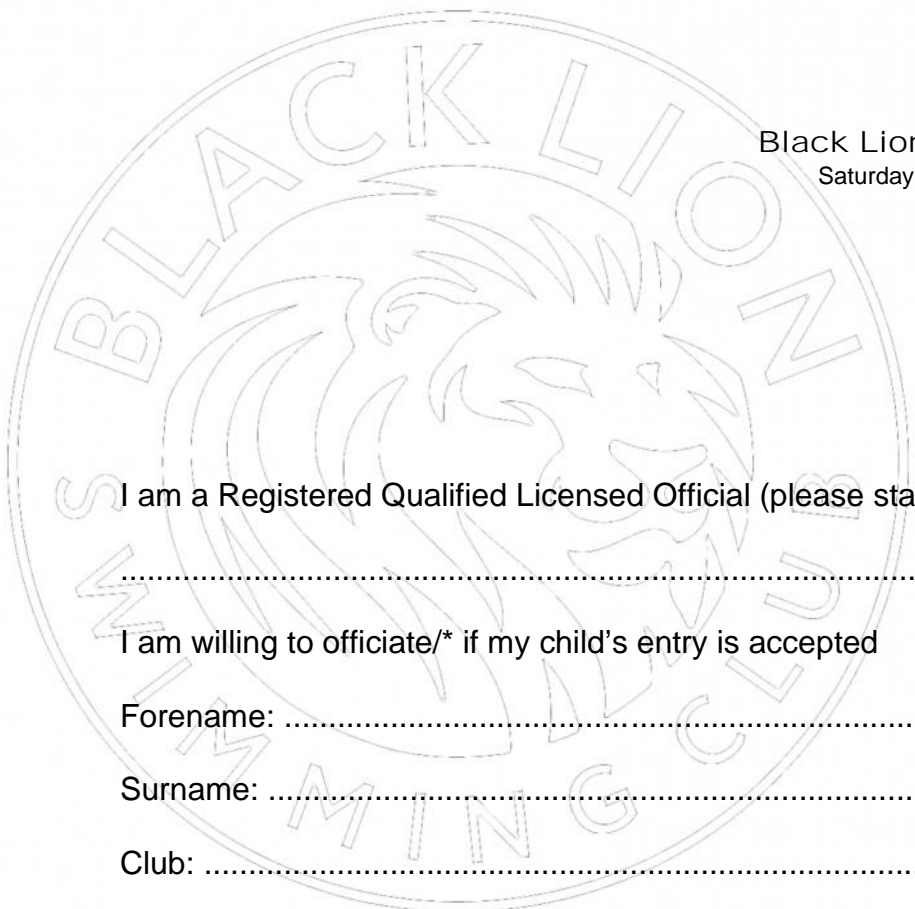 BLACK LION
SWIMMING CLUB
Black Lion
Saturday
I am a Registered Qualified Licensed Official (please sta
................................................................................
I am willing to officiate/* if my child's entry is accepted
Forename: ................................................................
Surname: ..................................................................
Club: .........................................................................